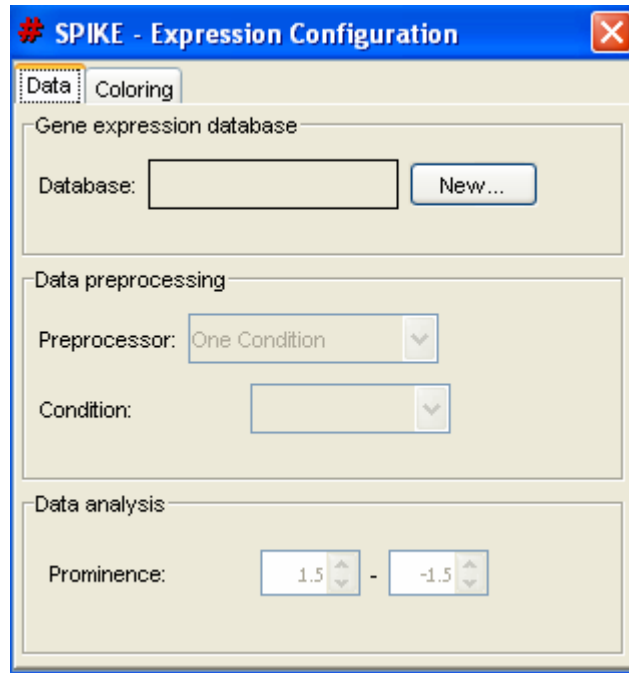 # SPIKE - Expression Configuration
Data Coloring
Gene expression database
Database: New...
Data preprocessing
Preprocessor: One Condition
Condition:
Data analysis
Prominence: 1.5 - -1.5